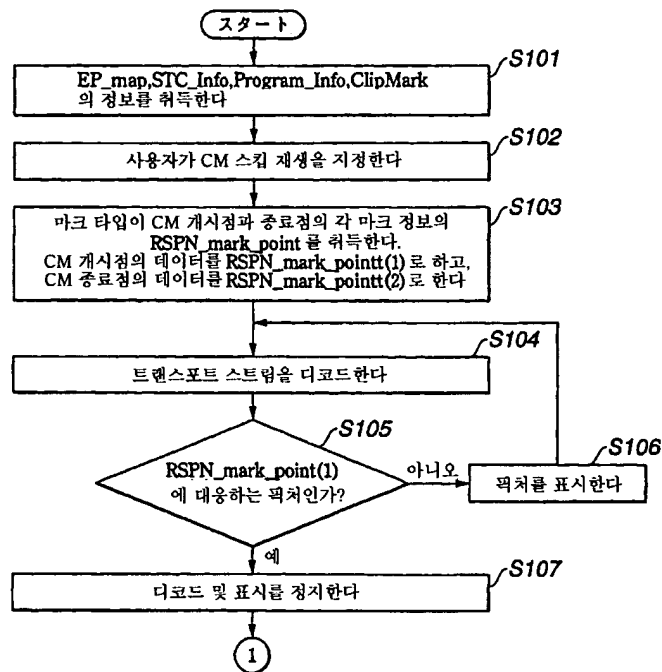 スタート
S101
EP_map,STC_Info,Program_Info,ClipMark
의 정보를 취득한다
S102
사용자가 CM 스킵 재생을 지정한다
S103
마크 타입이 CM 개시점과 종료점의 각 마크 정보의
RSPN_mark_point 를 취득한다.
CM 개시점의 데이터를 RSPN_mark_pointt(1)로 하고,
CM 종료점의 데이터를 RSPN_mark_pointt(2)로 한다
S104
트랜스포트 스트림을 디코드한다
S105
RSPN_mark_point(1)
에 대응하는 픽처인가?
아니오
S106
픽처를 표시한다
예
S107
디코드 및 표시를 정지한다
1